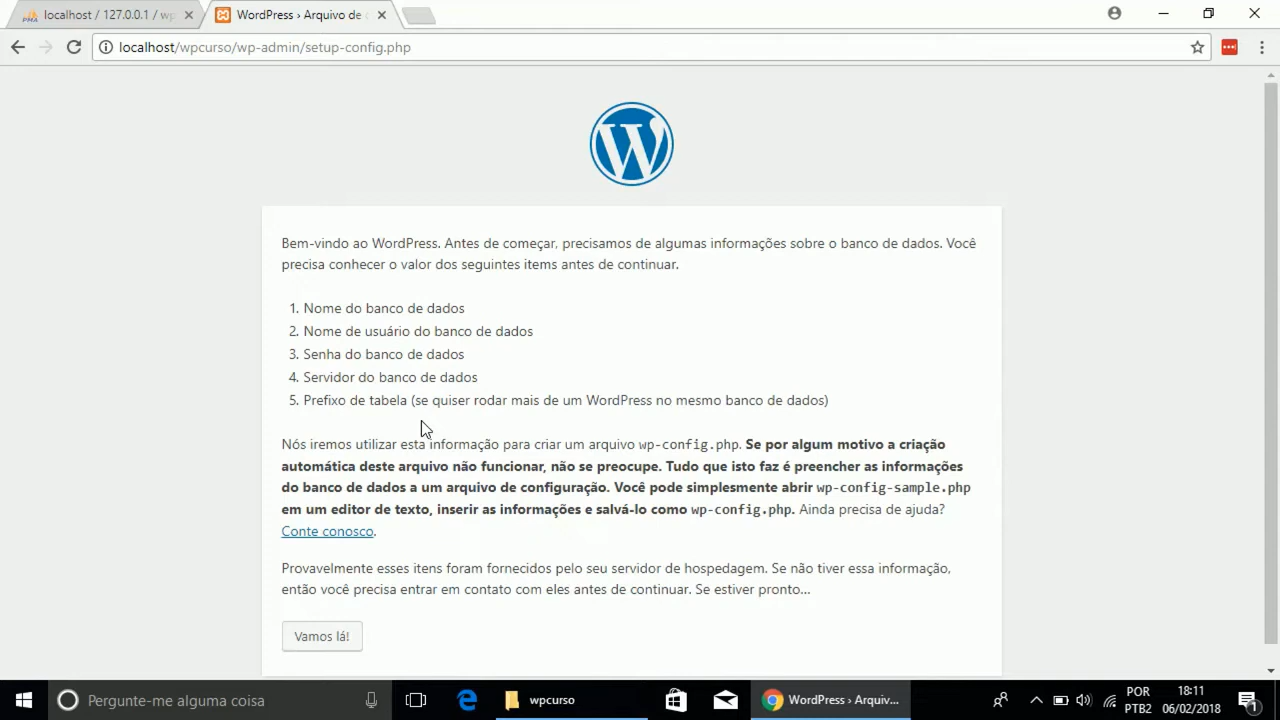 localhost / 127.0.0.1 / wp
WordPress › Arquivo de
localhost/wpcurso/wp-admin/setup-config.php
Bem-vindo ao WordPress. Antes de começar, precisamos de algumas informações sobre o banco de dados. Você
precisa conhecer o valor dos seguintes items antes de continuar.
1. Nome do banco de dados
2. Nome de usuário do banco de dados
3. Senha do banco de dados
4. Servidor do banco de dados
5. Prefixo de tabela (se quiser rodar mais de um WordPress no mesmo banco de dados)
Nós iremos utilizar esta informação para criar um arquivo wp-config.php. Se por algum motivo a criação
automática deste arquivo não funcionar, não se preocupe. Tudo que isto faz é preencher as informações
do banco de dados a um arquivo de configuração. Você pode simplesmente abrir wp-config-sample.php
em um editor de texto, inserir as informações e salvá-lo como wp-config.php. Ainda precisa de ajuda?
Conte conosco.
Provavelmente esses itens foram fornecidos pelo seu servidor de hospedagem. Se não tiver essa informação,
então você precisa entrar em contato com eles antes de continuar. Se estiver pronto...
Vamos lá!
Pergunte-me alguma coisa
wpcurso
WordPress › Arquiv...
POR
PTB2
18:11
06/02/2018
1